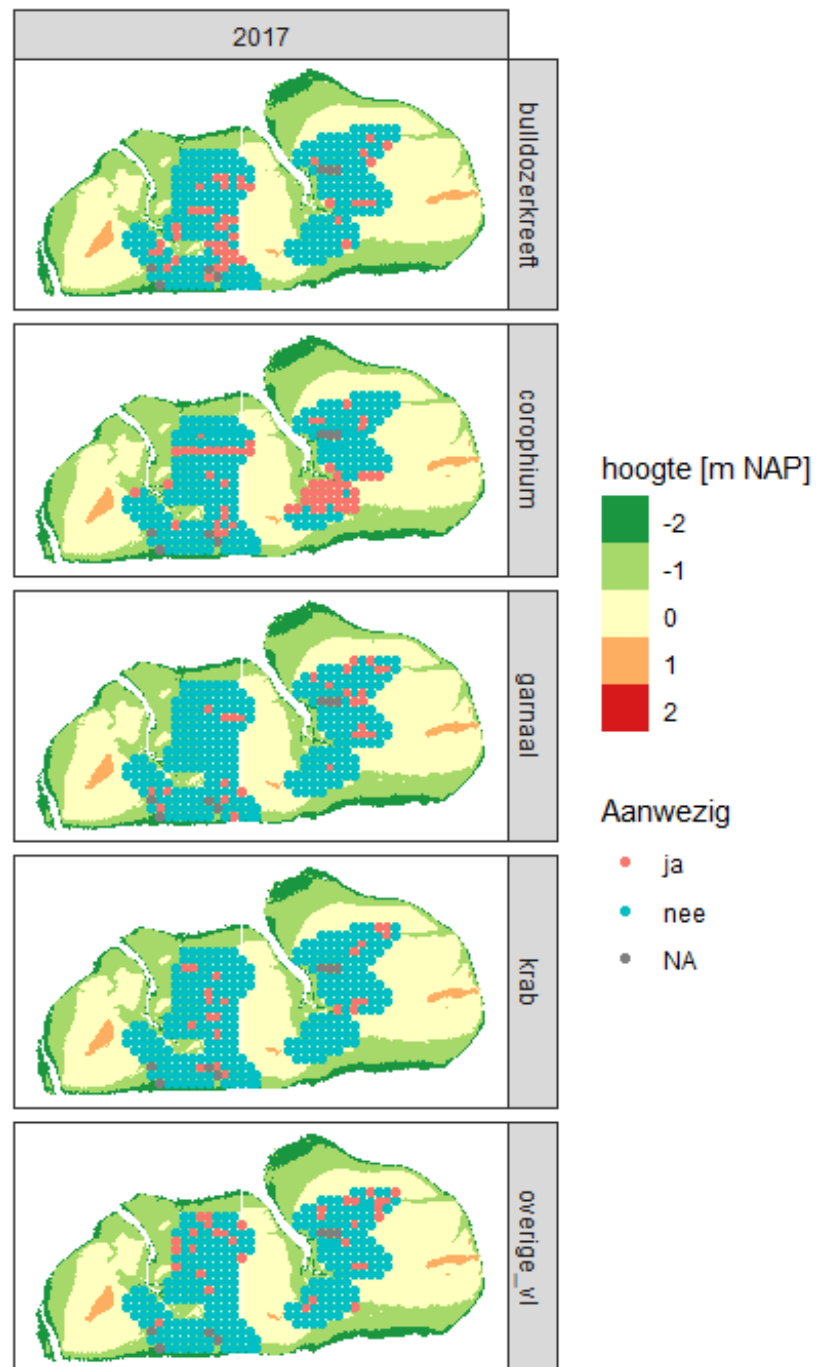 2017
bulldozerkreeft
corophium
garnaal
krab
overige_vl
hoogte [m NAP]
-2
-1
0
1
2
Aanwezig
ja
nee
NA